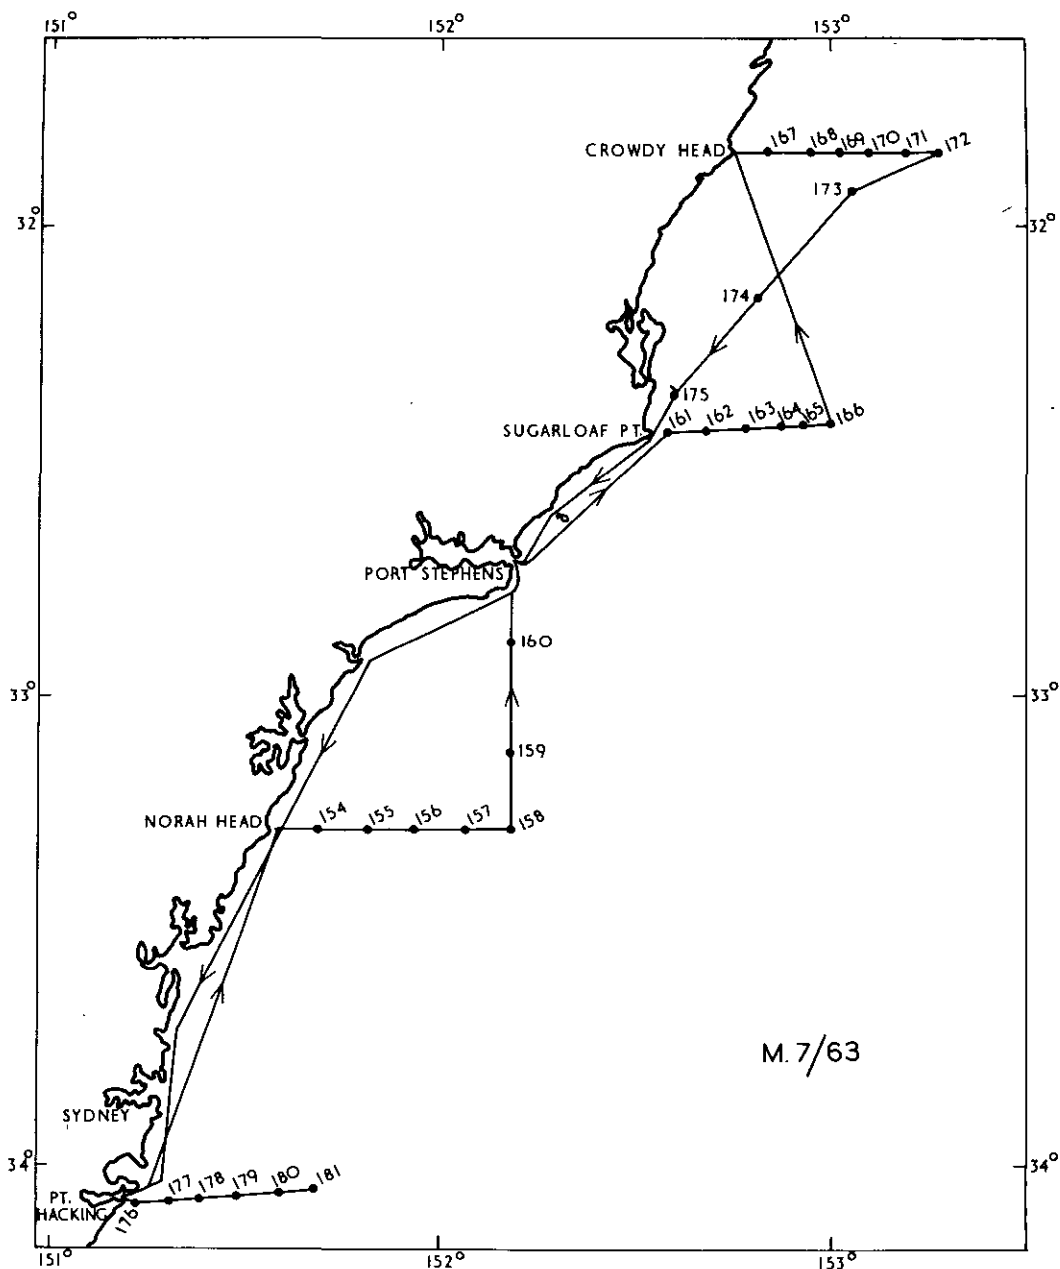 151° 152° 153°
CROWDY HEAD 167 168 169 170 171 172
173
32° 32°
174
175
SUGARLOAF PT. 161 162 163 164 165 166
PORT STEPHENS
160
33° 33°
159
NORAH HEAD 154 155 156 157 158
M. 7/63
SYDNEY
34° 34°
PT. HACKING 176 177 178 179 180 181
151° 152° 153°